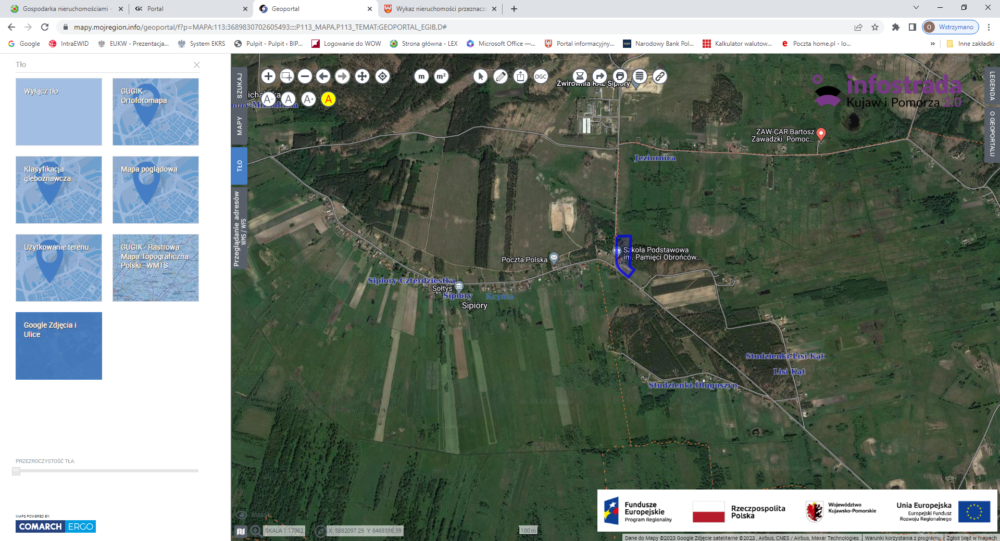 Gospodarka nieruchomościami -
Portal
Geoportal
Wykaz nieruchomości przeznacz
mapy.mojregion.info/geoportal/f?p=MAPA:113:3689830702605493::::P113_MAPA,P113_TEMAT:GEOPORTAL_EGIB,D#
O
Wstrzymano
Google
IntraEWID
EUKW - Prezentacja...
System EKRS
Pulpit - Pulpit ‹ BIP...
Logowanie do WOW
Strona główna - LEX
Microsoft Office —...
Portal informacyjny...
Narodowy Bank Pol...
Kalkulator walutow...
Poczta home.pl - lo...
»
Inne zakładki
Tło
Wyłącz tło
GUGIK -
Ortofotomapa
Klasyfikacja
gleboznawcza
Mapa poglądowa
Użytkowanie terenu
GUGIK - Rastrowa
Mapa Topograficzna
Polski - WMTS
Google Zdjęcia i
Ulice
PRZEZROCZYSTOŚĆ TŁA:
MAPS POWERED BY:
COMARCH ERGO
SZUKAJ
MAPY
TŁO
Przeglądanie adresów
WMS / WFS
m
m²
OGC
A-
A
A+
A
Żwirownia RAL Sipiory
infostrada
Kujaw i Pomorza 2.0
LEGENDA
O GEOPORTALU
ZAW-CAR Bartosz
Zawadzki. Pomoc...
Jeziornica
Szkoła Podstawowa
im. Pamięci Obrońców...
Poczta Polska
Sipiory-Czterdziestka
Sołtys
Sipiory
Kcynia
Sipiory
Studzienki-Lisi Kąt
Lisi Kąt
Studzienki-Długoszyn
© 2023 Google
SKALA 1:17062
X: 5882097.29 Y: 6469316.39
100 m
Fundusze
Europejskie
Program Regionalny
Rzeczpospolita
Polska
Województwo
Kujawsko-Pomorskie
Unia Europejska
Europejski Fundusz
Rozwoju Regionalnego
Dane do Mapy ©2023 Google Zdjęcie satelitarne ©2023 , Airbus, CNES / Airbus, Maxar Technologies
Warunki korzystania z programu
Zgłoś błąd w mapach